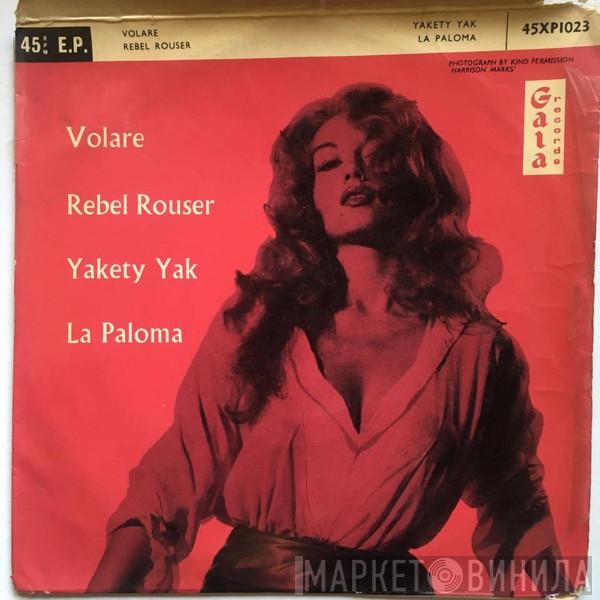 45 RPM E.P.
VOLARE
REBEL ROUSER
YAKETY YAK
LA PALOMA
45XP1023
PHOTOGRAPH BY KIND PERMISSION
HARRISON MARKS'
Gala
records
Volare
Rebel Rouser
Yakety Yak
La Paloma
МАРКЕТ ВИНИЛА